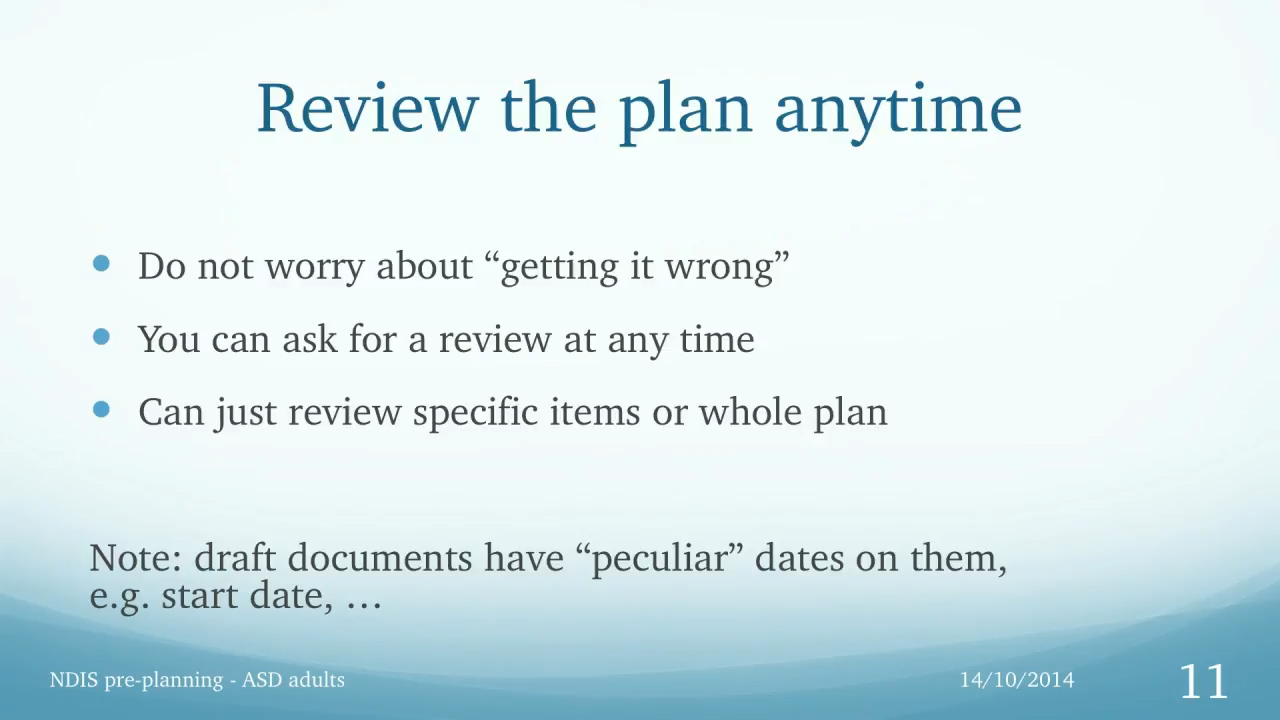 Review the plan anytime
• Do not worry about “getting it wrong”
• You can ask for a review at any time
• Can just review specific items or whole plan
Note: draft documents have “peculiar” dates on them,
e.g. start date, …
NDIS pre-planning - ASD adults 14/10/2014 11